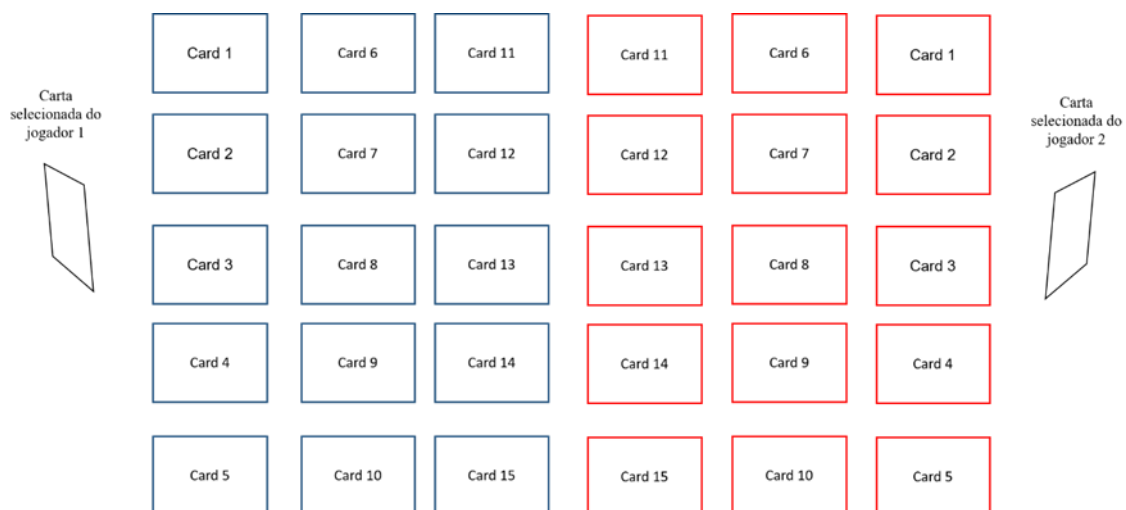 Card 1
Card 6
Card 11
Card 11
Card 6
Card 1
Carta
selecionada do
jogador 1
Carta
selecionada do
jogador 2
Card 2
Card 7
Card 12
Card 12
Card 7
Card 2
Card 3
Card 8
Card 13
Card 13
Card 8
Card 3
Card 4
Card 9
Card 14
Card 14
Card 9
Card 4
Card 5
Card 10
Card 15
Card 15
Card 10
Card 5